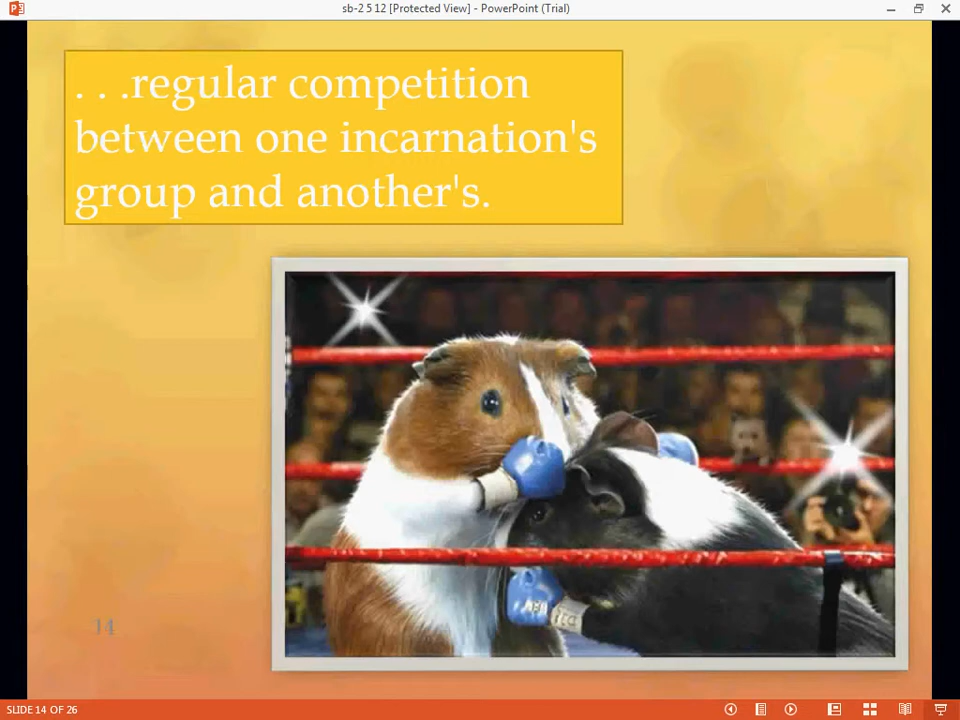 sb-2 5 12 [Protected View] - PowerPoint (Trial)
. . .regular competition
between one incarnation's
group and another's.
14
SLIDE 14 OF 26